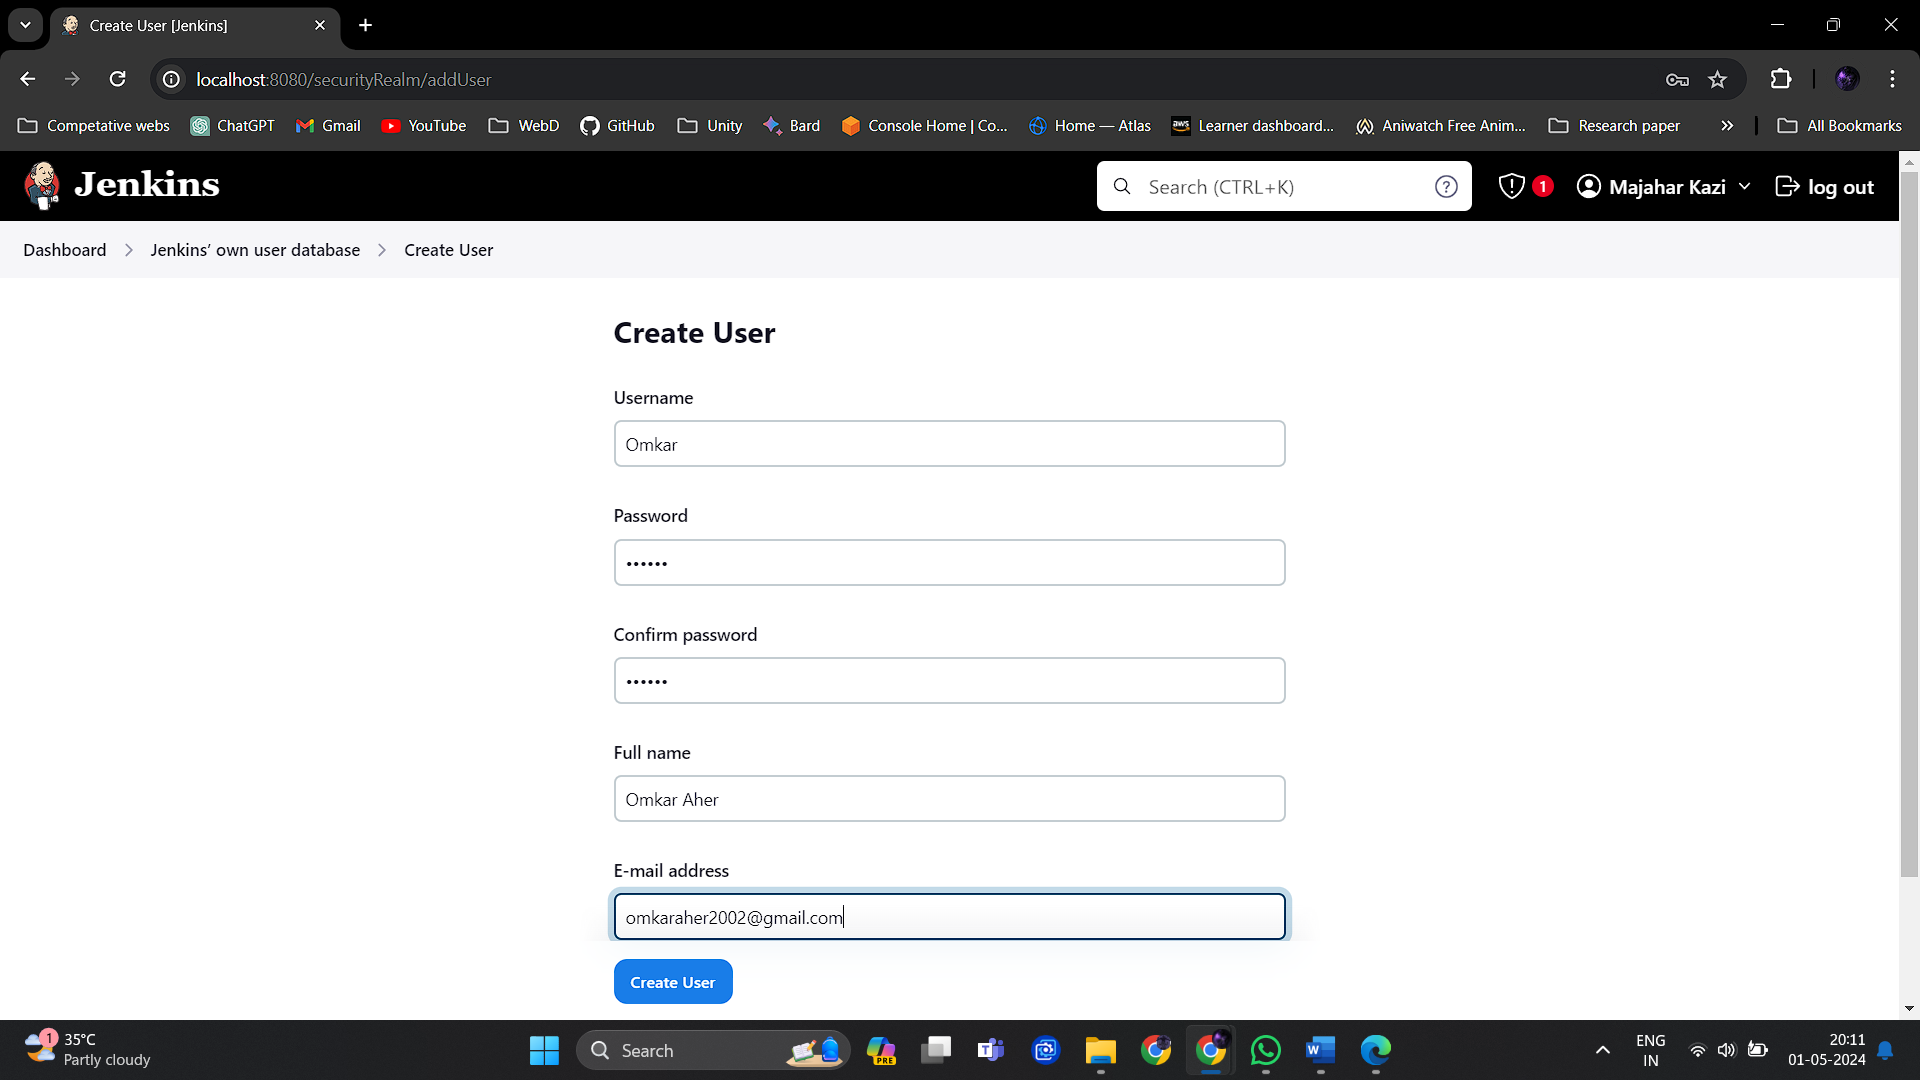 Create User [Jenkins]
localhost:8080/securityRealm/addUser
Competative webs ChatGPT Gmail YouTube WebD GitHub Unity Bard Console Home | Co... Home — Atlas aws Learner dashboard... Aniwatch Free Anim... Research paper All Bookmarks
Jenkins Search (CTRL+K) 1 Majahar Kazi log out
Dashboard Jenkins’ own user database Create User
Create User
Username
Omkar
Password
••••••
Confirm password
••••••
Full name
Omkar Aher
E-mail address
omkaraher2002@gmail.com
Create User
1 35°C
Partly cloudy
Search
PRE
ENG
IN
20:11
01-05-2024